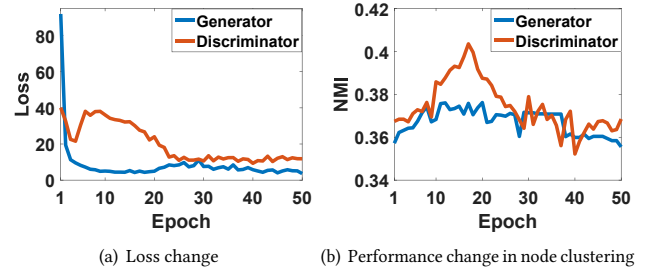 Generator
Discriminator
Loss
80
60
40
20
0
1 10 20 30 40 50
Epoch
(a) Loss change
Generator
Discriminator
NMI
0.42
0.4
0.38
0.36
0.34
1 10 20 30 40 50
Epoch
(b) Performance change in node clustering